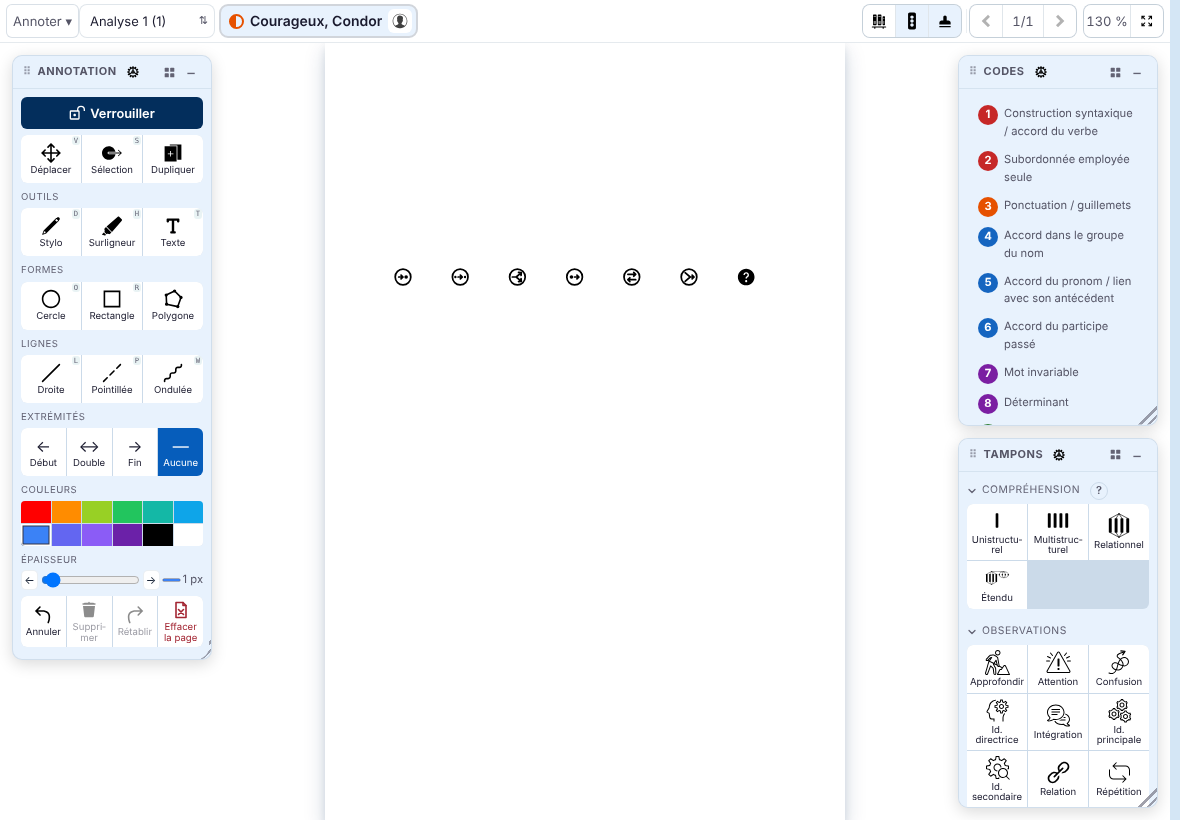 Annoter ▾
Analyse 1 (1)
Courageux, Condor
1/1
130 %
ANNOTATION
Verrouiller
V
S
Déplacer
Sélection
Dupliquer
OUTILS
D
H
T
Stylo
Surligneur
Texte
FORMES
O
R
Cercle
Rectangle
Polygone
LIGNES
L
P
W
Droite
Pointillée
Ondulée
EXTRÉMITÉS
Début
Double
Fin
Aucune
COULEURS
ÉPAISSEUR
1 px
Annuler
Suppri-
mer
Rétablir
Effacer
la page
?
CODES
1 Construction syntaxique
/ accord du verbe
2 Subordonnée employée
seule
3 Ponctuation / guillemets
4 Accord dans le groupe
du nom
5 Accord du pronom / lien
avec son antécédent
6 Accord du participe
passé
7 Mot invariable
8 Déterminant
TAMPONS
COMPRÉHENSION ?
Unistructu-
rel
Multistruc-
turel
Relationnel
Étendu
OBSERVATIONS
Approfondir
Attention
Confusion
Id.
directrice
Intégration
Id.
principale
Id.
secondaire
Relation
Répétition